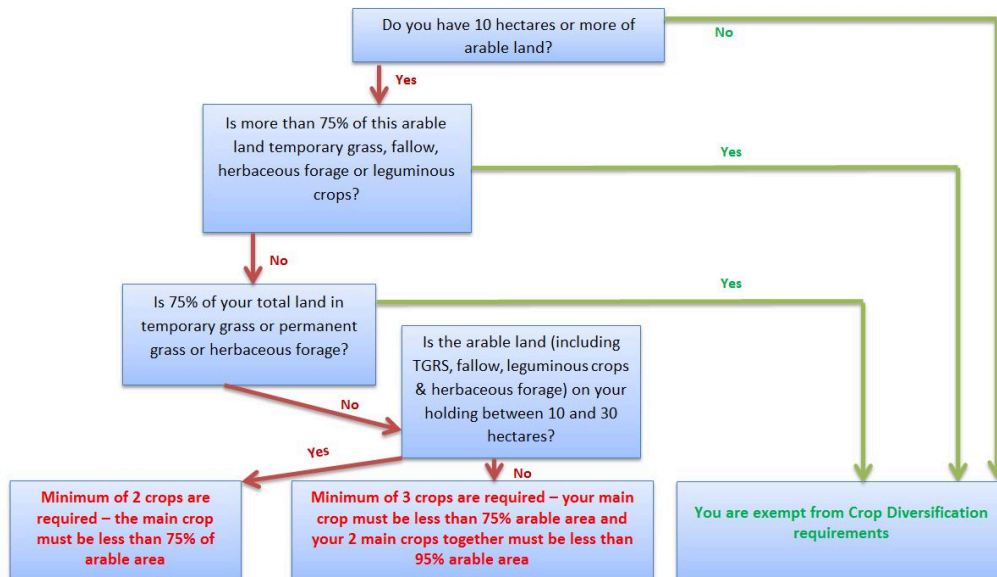 Do you have 10 hectares or more of
arable land?
No
Yes
Is more than 75% of this arable
land temporary grass, fallow,
herbaceous forage or leguminous
crops?
Yes
No
Is 75% of your total land in
temporary grass or permanent
grass or herbaceous forage?
Yes
Is the arable land (including
TGRS, fallow, leguminous crops
& herbaceous forage) on your
holding between 10 and 30
hectares?
No
Yes
No
Minimum of 2 crops are
required – the main crop
must be less than 75% of
arable area
Minimum of 3 crops are required – your main
crop must be less than 75% arable area and
your 2 main crops together must be less than
95% arable area
You are exempt from Crop Diversification
requirements